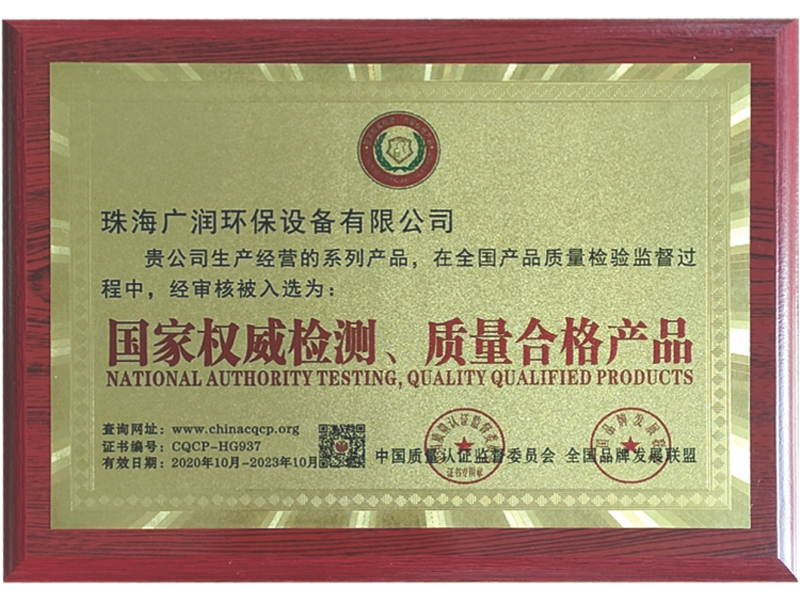 珠海广润环保设备有限公司
贵公司生产经营的系列产品，在全国产品质量检验监督过
程中，经审核被入选为：
国家权威检测、质量合格产品
NATIONAL AUTHORITY TESTING, QUALITY QUALIFIED PRODUCTS
查询网址：www.chinacqcp.org
证书编号：CQCP-HG937
有效日期：2020年10月-2023年10月
中国质量认证监督委员会 全国品牌发展联盟
证书专用章